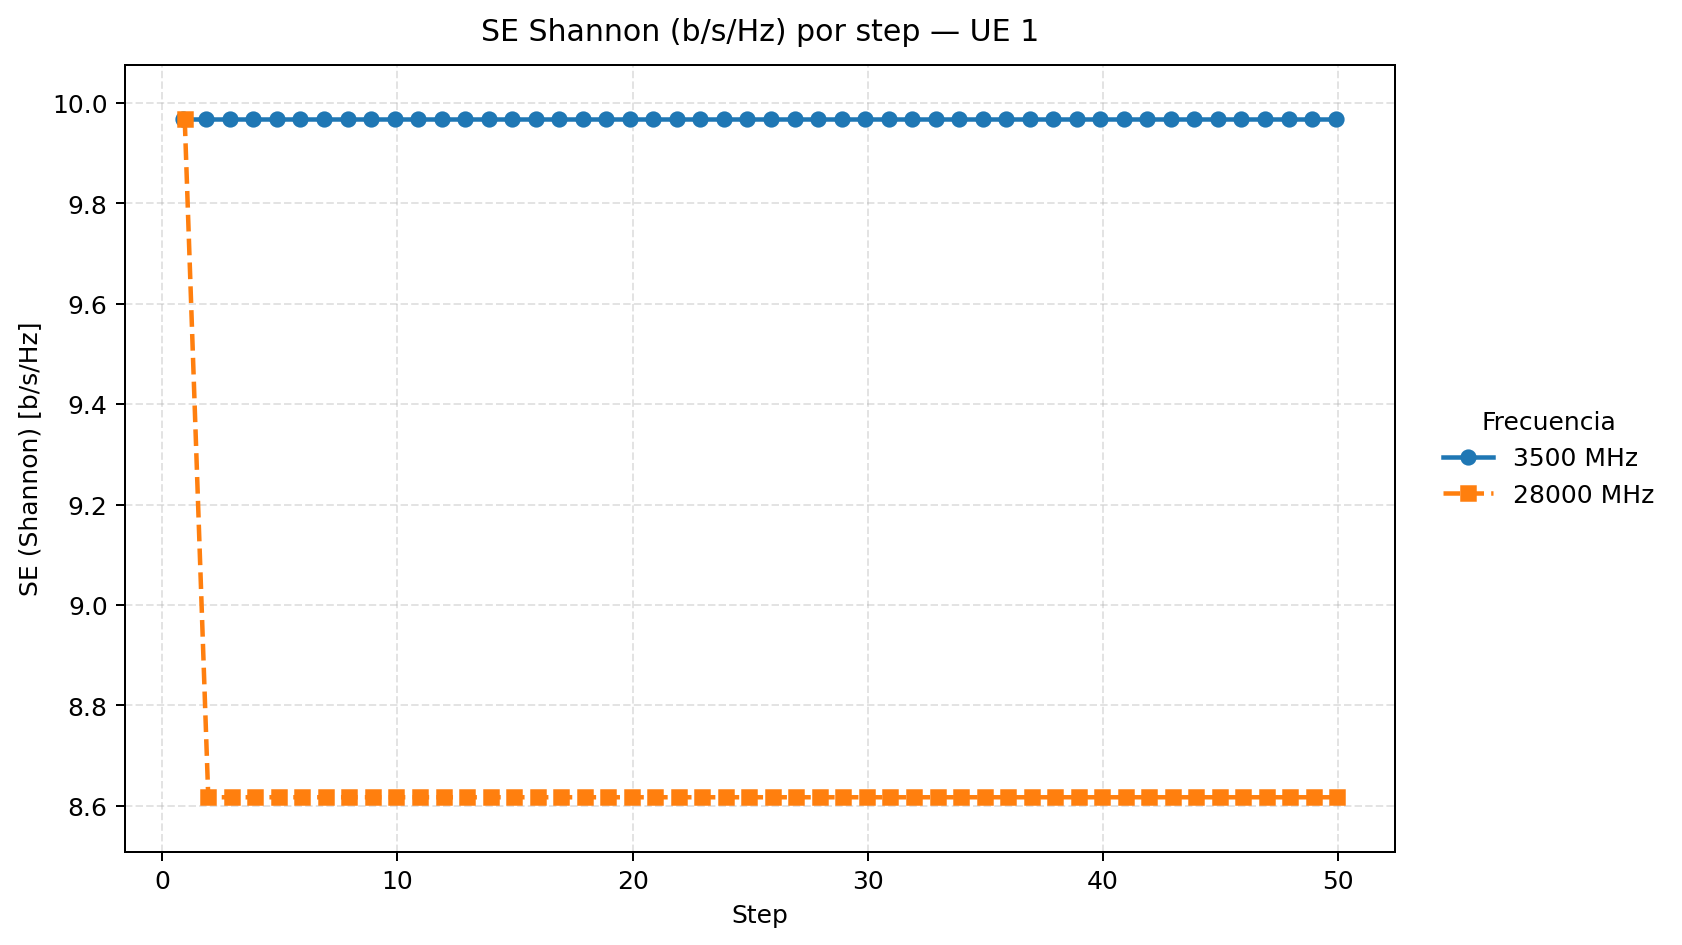 SE Shannon (b/s/Hz) por step — UE 1
SE (Shannon) [b/s/Hz]
10.0
9.8
9.6
9.4
9.2
9.0
8.8
8.6
0 10 20 30 40 50
Step
Frecuencia
3500 MHz
28000 MHz